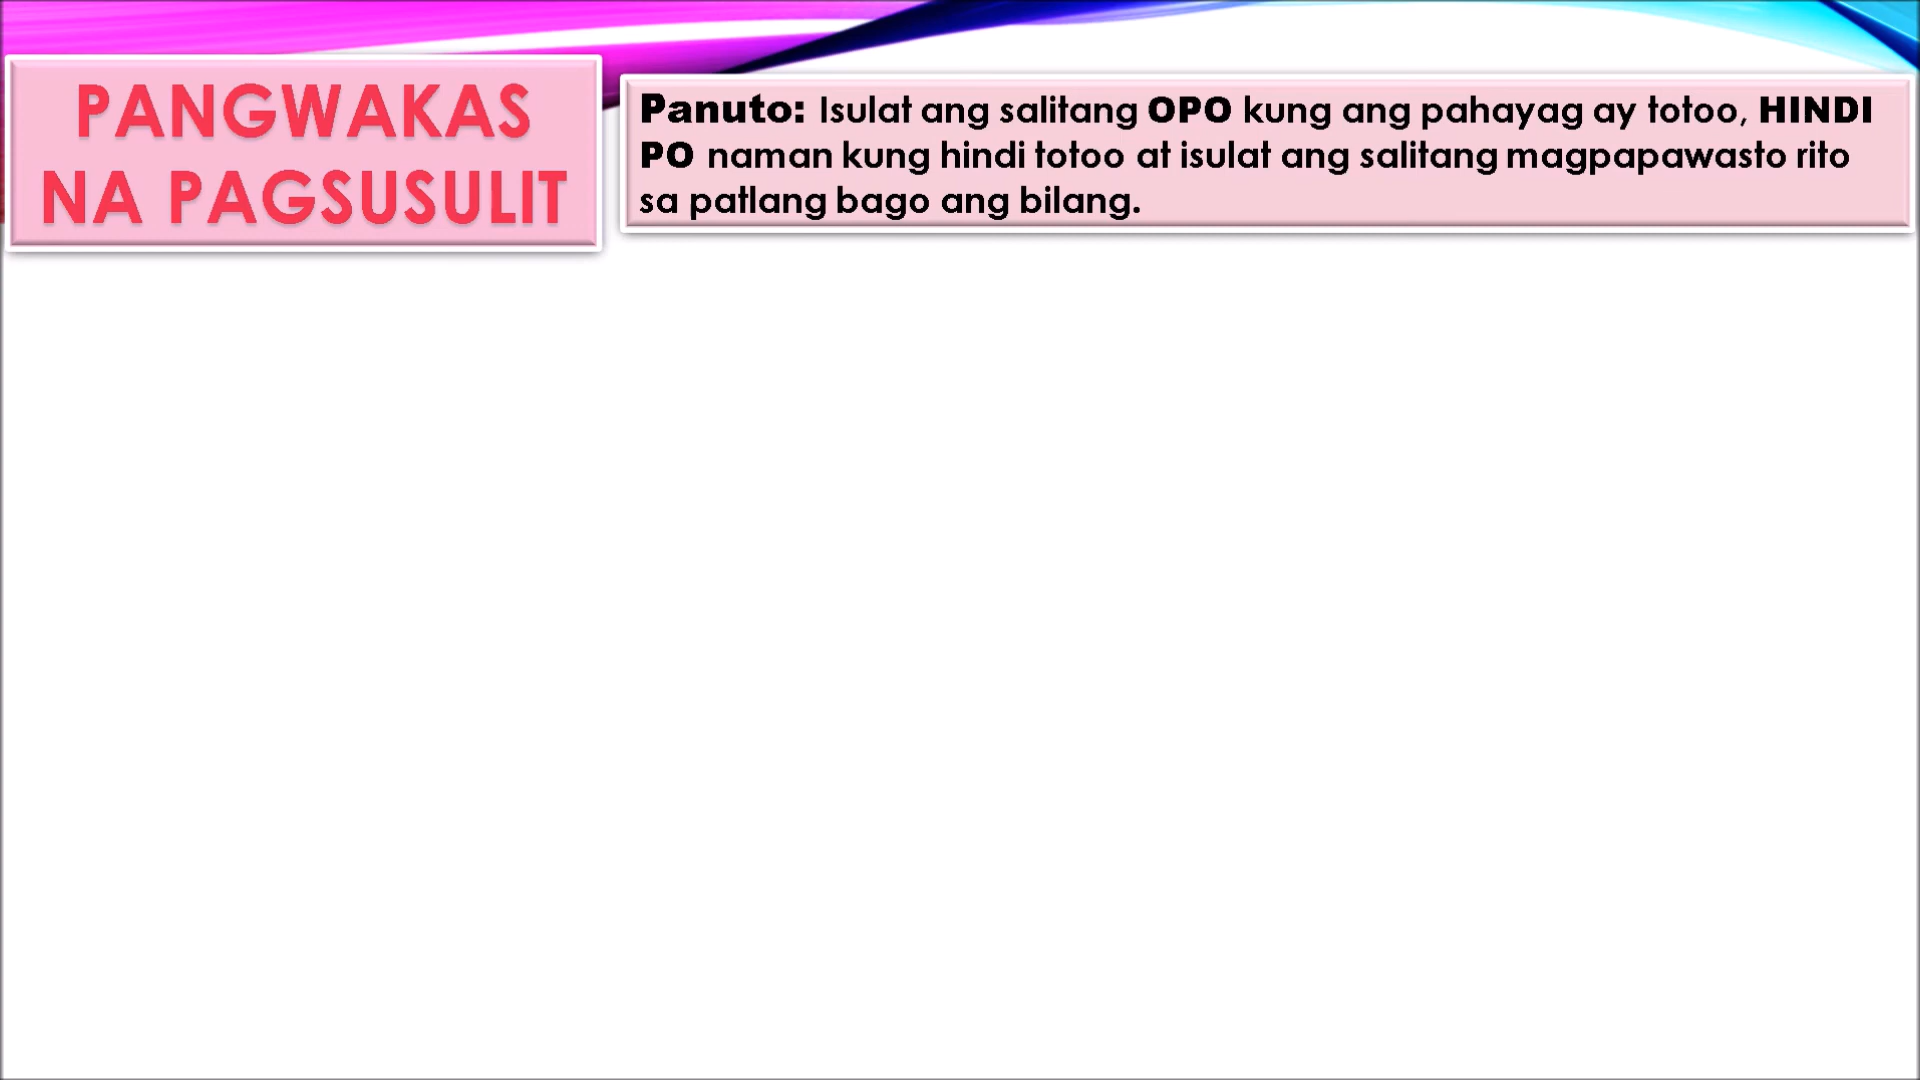 PANGWAKAS
NA PAGSUSULIT
Panuto: Isulat ang salitang OPO kung ang pahayag ay totoo, HINDI
PO naman kung hindi totoo at isulat ang salitang magpapawasto rito
sa patlang bago ang bilang.